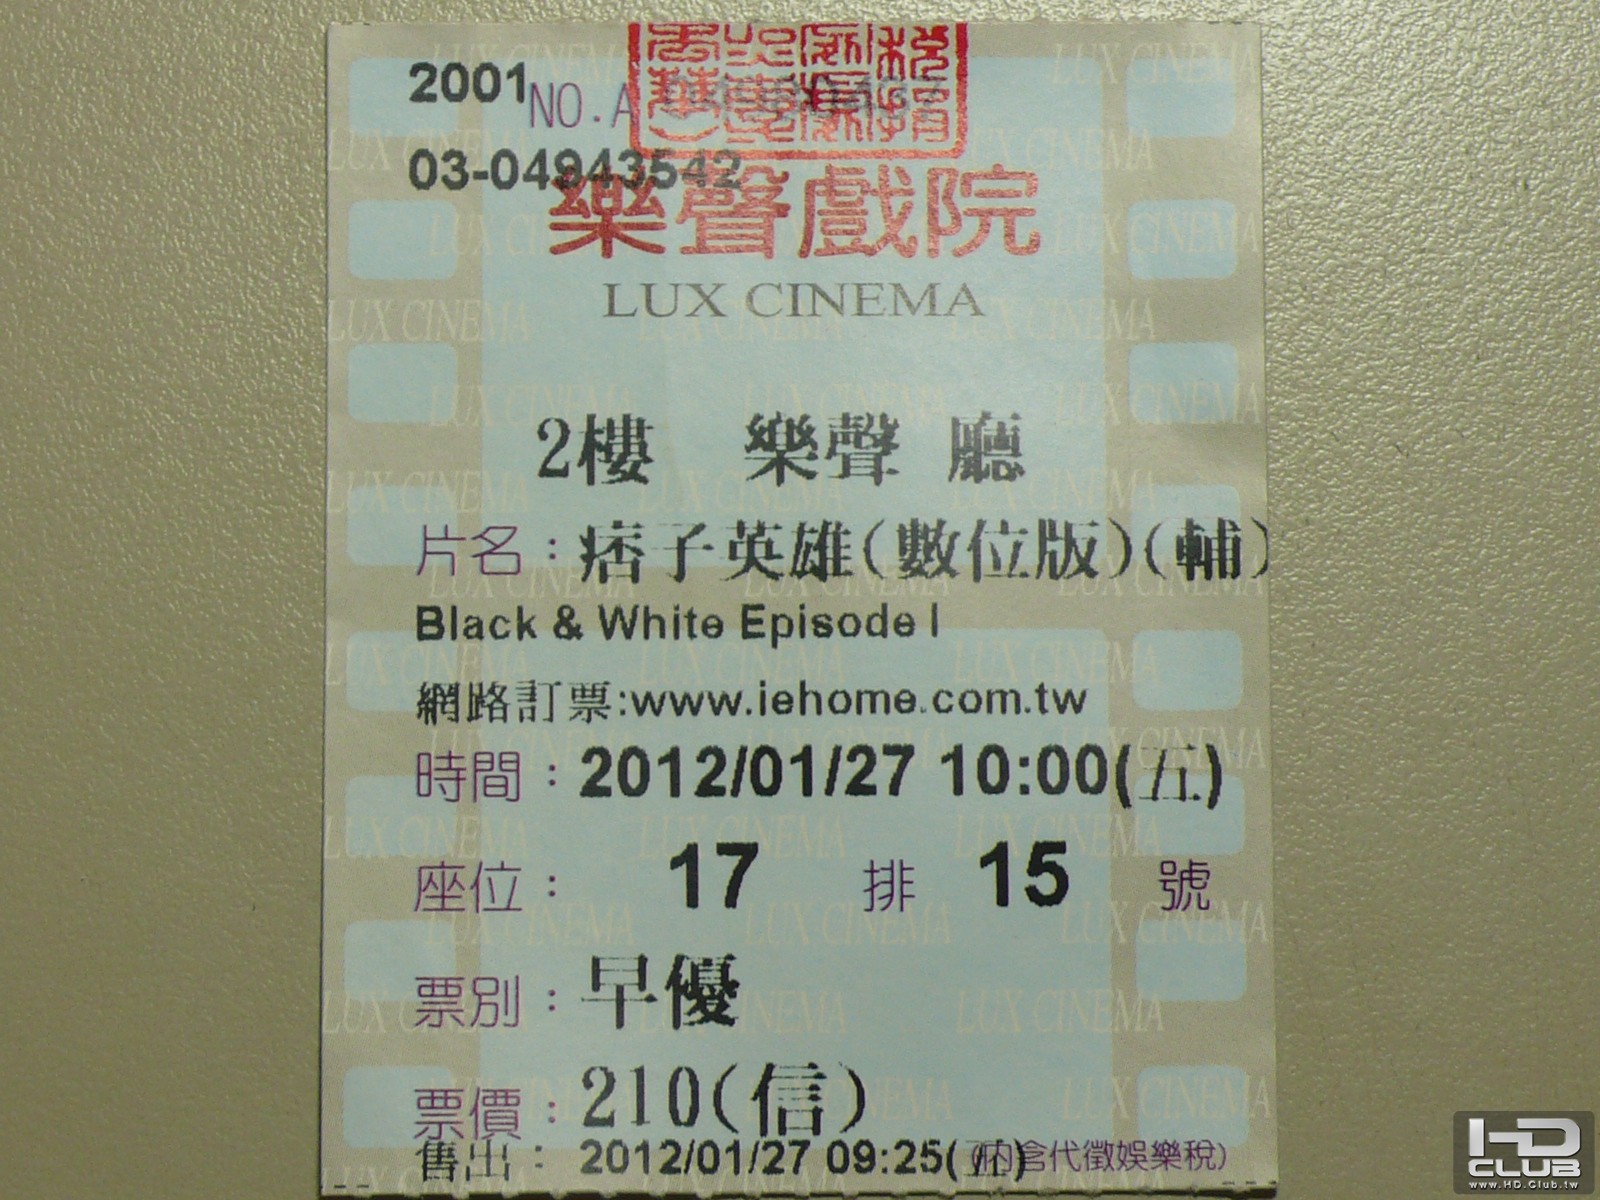 2001 NO.A
03-04943542
樂聲戲院
LUX CINEMA
2樓 樂聲 廳
片名：痞子英雄(數位版)(輔)
Black & White Episode I
網路訂票:www.iehome.com.tw
時間：2012/01/27 10:00(五)
座位： 17 排 15 號
票別：早優
票價：210(信)
售出： 2012/01/27 09:25(五)
(內含代徵娛樂稅)
HD
CLUB
www.HD.Club.tw